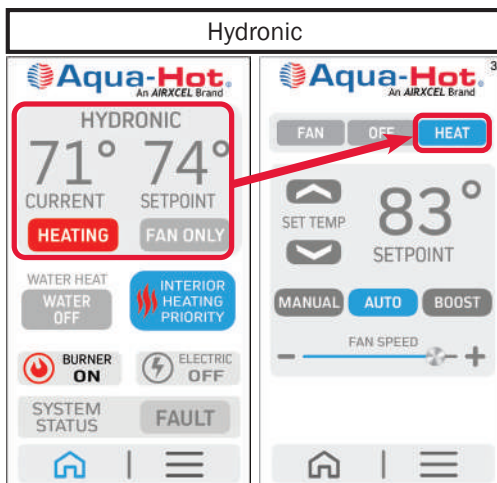 Hydronic
Aqua-Hot®
An AIRXCEL Brand
HYDRONIC
71° 74°
CURRENT SETPOINT
HEATING FAN ONLY
WATER HEAT
WATER
OFF
INTERIOR
HEATING
PRIORITY
BURNER
ON
ELECTRIC
OFF
SYSTEM
STATUS
FAULT
3
Aqua-Hot®
An AIRXCEL Brand
FAN OFF HEAT
SET TEMP
83°
SETPOINT
MANUAL AUTO BOOST
FAN SPEED
− +